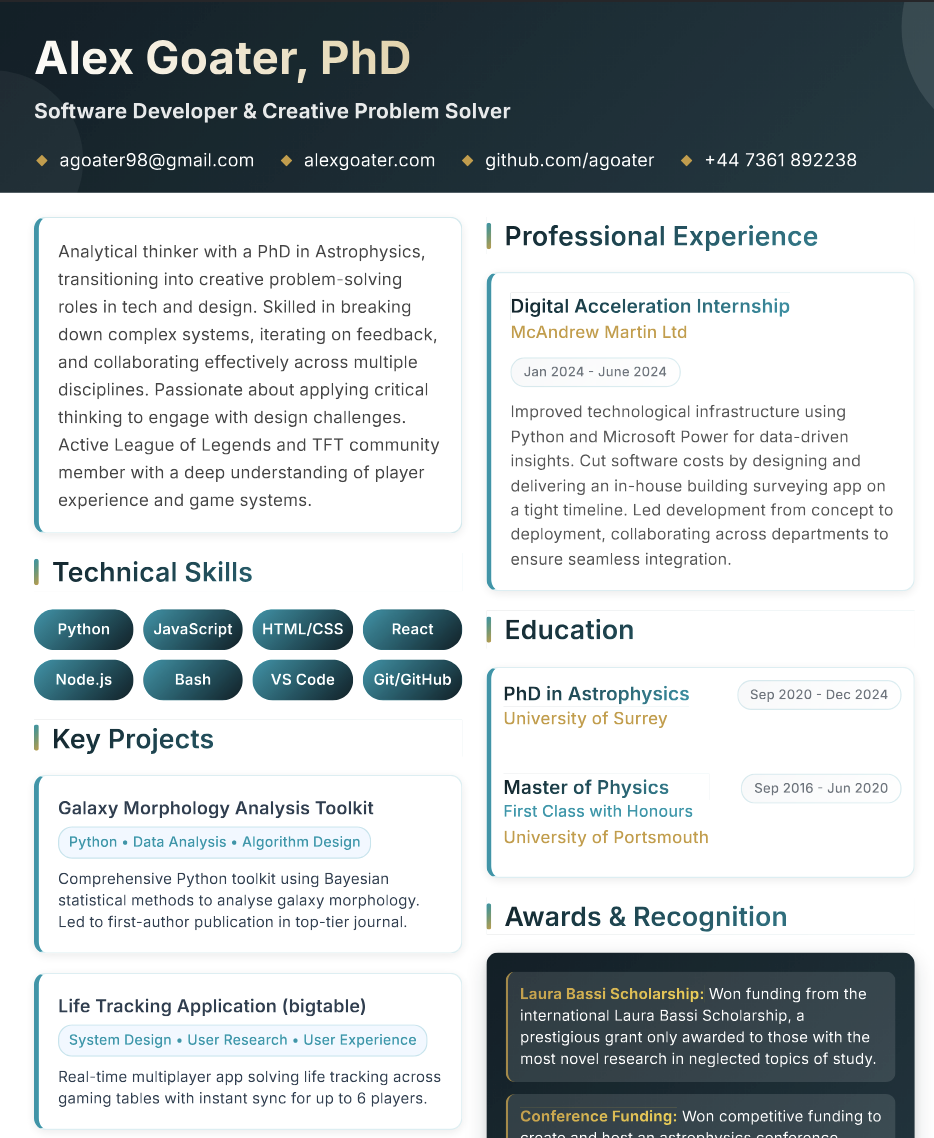 Alex Goater, PhD
Software Developer & Creative Problem Solver
◆ agoater98@gmail.com ◆ alexgoater.com ◆ github.com/agoater ◆ +44 7361 892238
Analytical thinker with a PhD in Astrophysics,
transitioning into creative problem-solving
roles in tech and design. Skilled in breaking
down complex systems, iterating on feedback,
and collaborating effectively across multiple
disciplines. Passionate about applying critical
thinking to engage with design challenges.
Active League of Legends and TFT community
member with a deep understanding of player
experience and game systems.
Technical Skills
Python JavaScript HTML/CSS React
Node.js Bash VS Code Git/GitHub
Key Projects
Galaxy Morphology Analysis Toolkit
Python • Data Analysis • Algorithm Design
Comprehensive Python toolkit using Bayesian
statistical methods to analyse galaxy morphology.
Led to first-author publication in top-tier journal.
Life Tracking Application (bigtable)
System Design • User Research • User Experience
Real-time multiplayer app solving life tracking across
gaming tables with instant sync for up to 6 players.
Professional Experience
Digital Acceleration Internship
McAndrew Martin Ltd
Jan 2024 - June 2024
Improved technological infrastructure using
Python and Microsoft Power for data-driven
insights. Cut software costs by designing and
delivering an in-house building surveying app on
a tight timeline. Led development from concept to
deployment, collaborating across departments to
ensure seamless integration.
Education
PhD in Astrophysics Sep 2020 - Dec 2024
University of Surrey
Master of Physics Sep 2016 - Jun 2020
First Class with Honours
University of Portsmouth
Awards & Recognition
Laura Bassi Scholarship: Won funding from the
international Laura Bassi Scholarship, a
prestigious grant only awarded to those with the
most novel research in neglected topics of study.
Conference Funding: Won competitive funding to
create and host an astrophysics conference